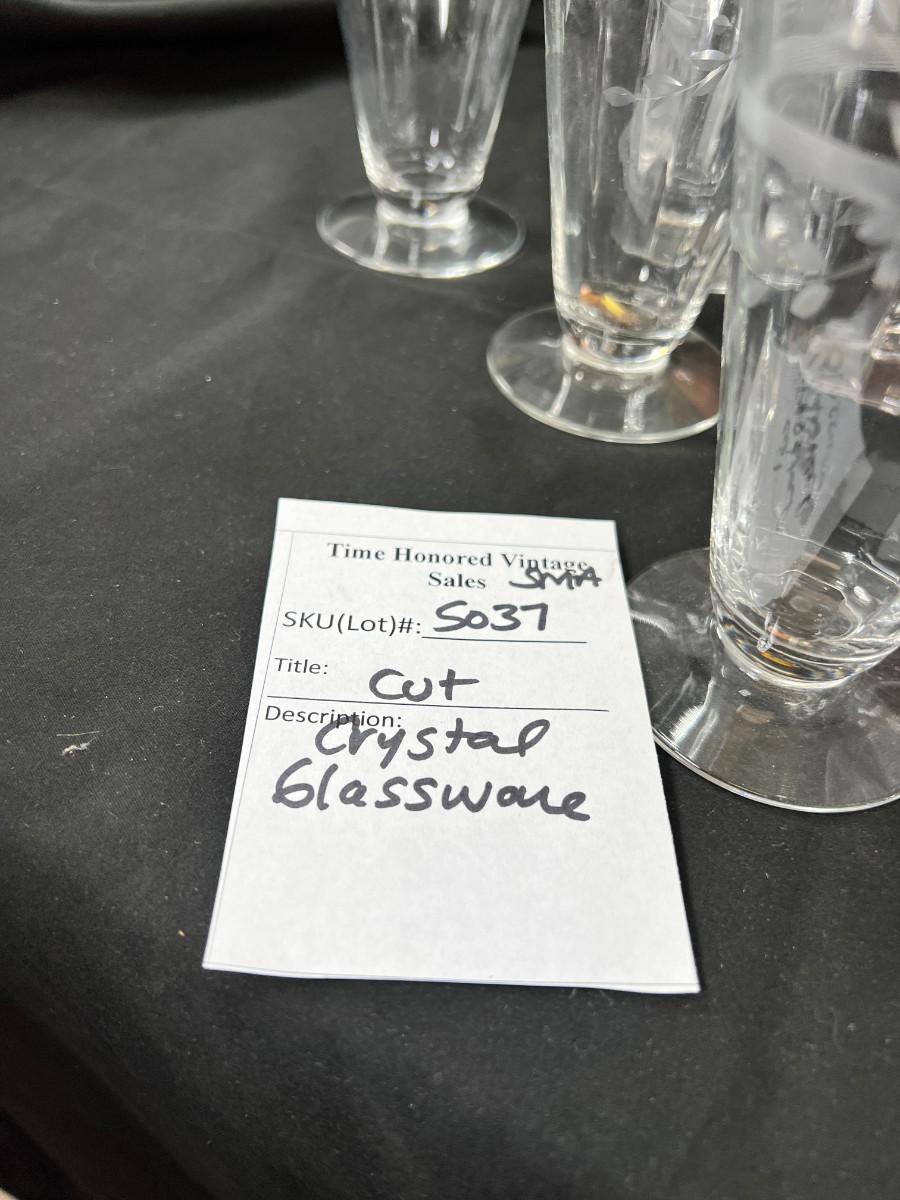 Time Honored Vintage
Sales SMA
SKU(Lot)#: S037
Title: Cut
Description:
Crystal
Glassware